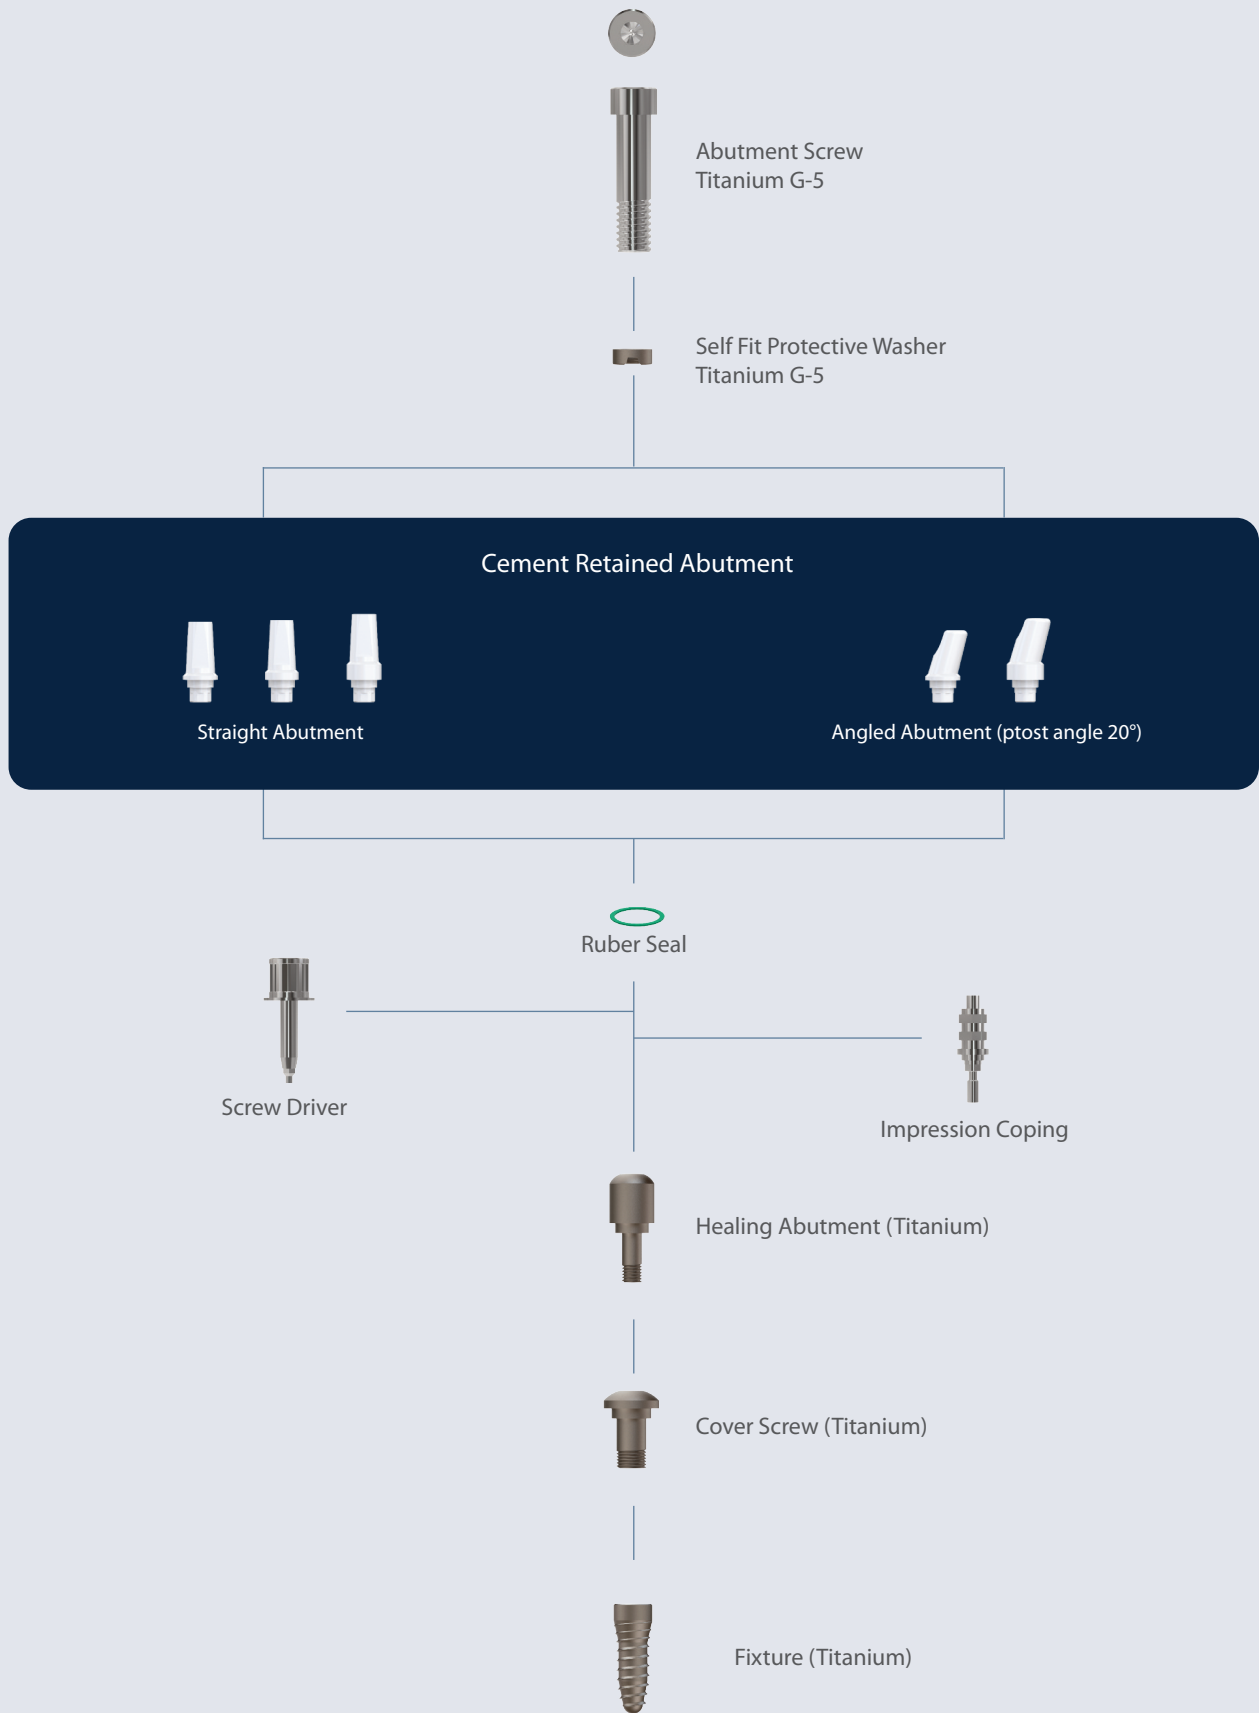 Abutment Screw
Titanium G-5
Self Fit Protective Washer
Titanium G-5
Cement Retained Abutment
Straight Abutment
Angled Abutment (ptost angle 20°)
Ruber Seal
Screw Driver
Impression Coping
Healing Abutment (Titanium)
Cover Screw (Titanium)
Fixture (Titanium)